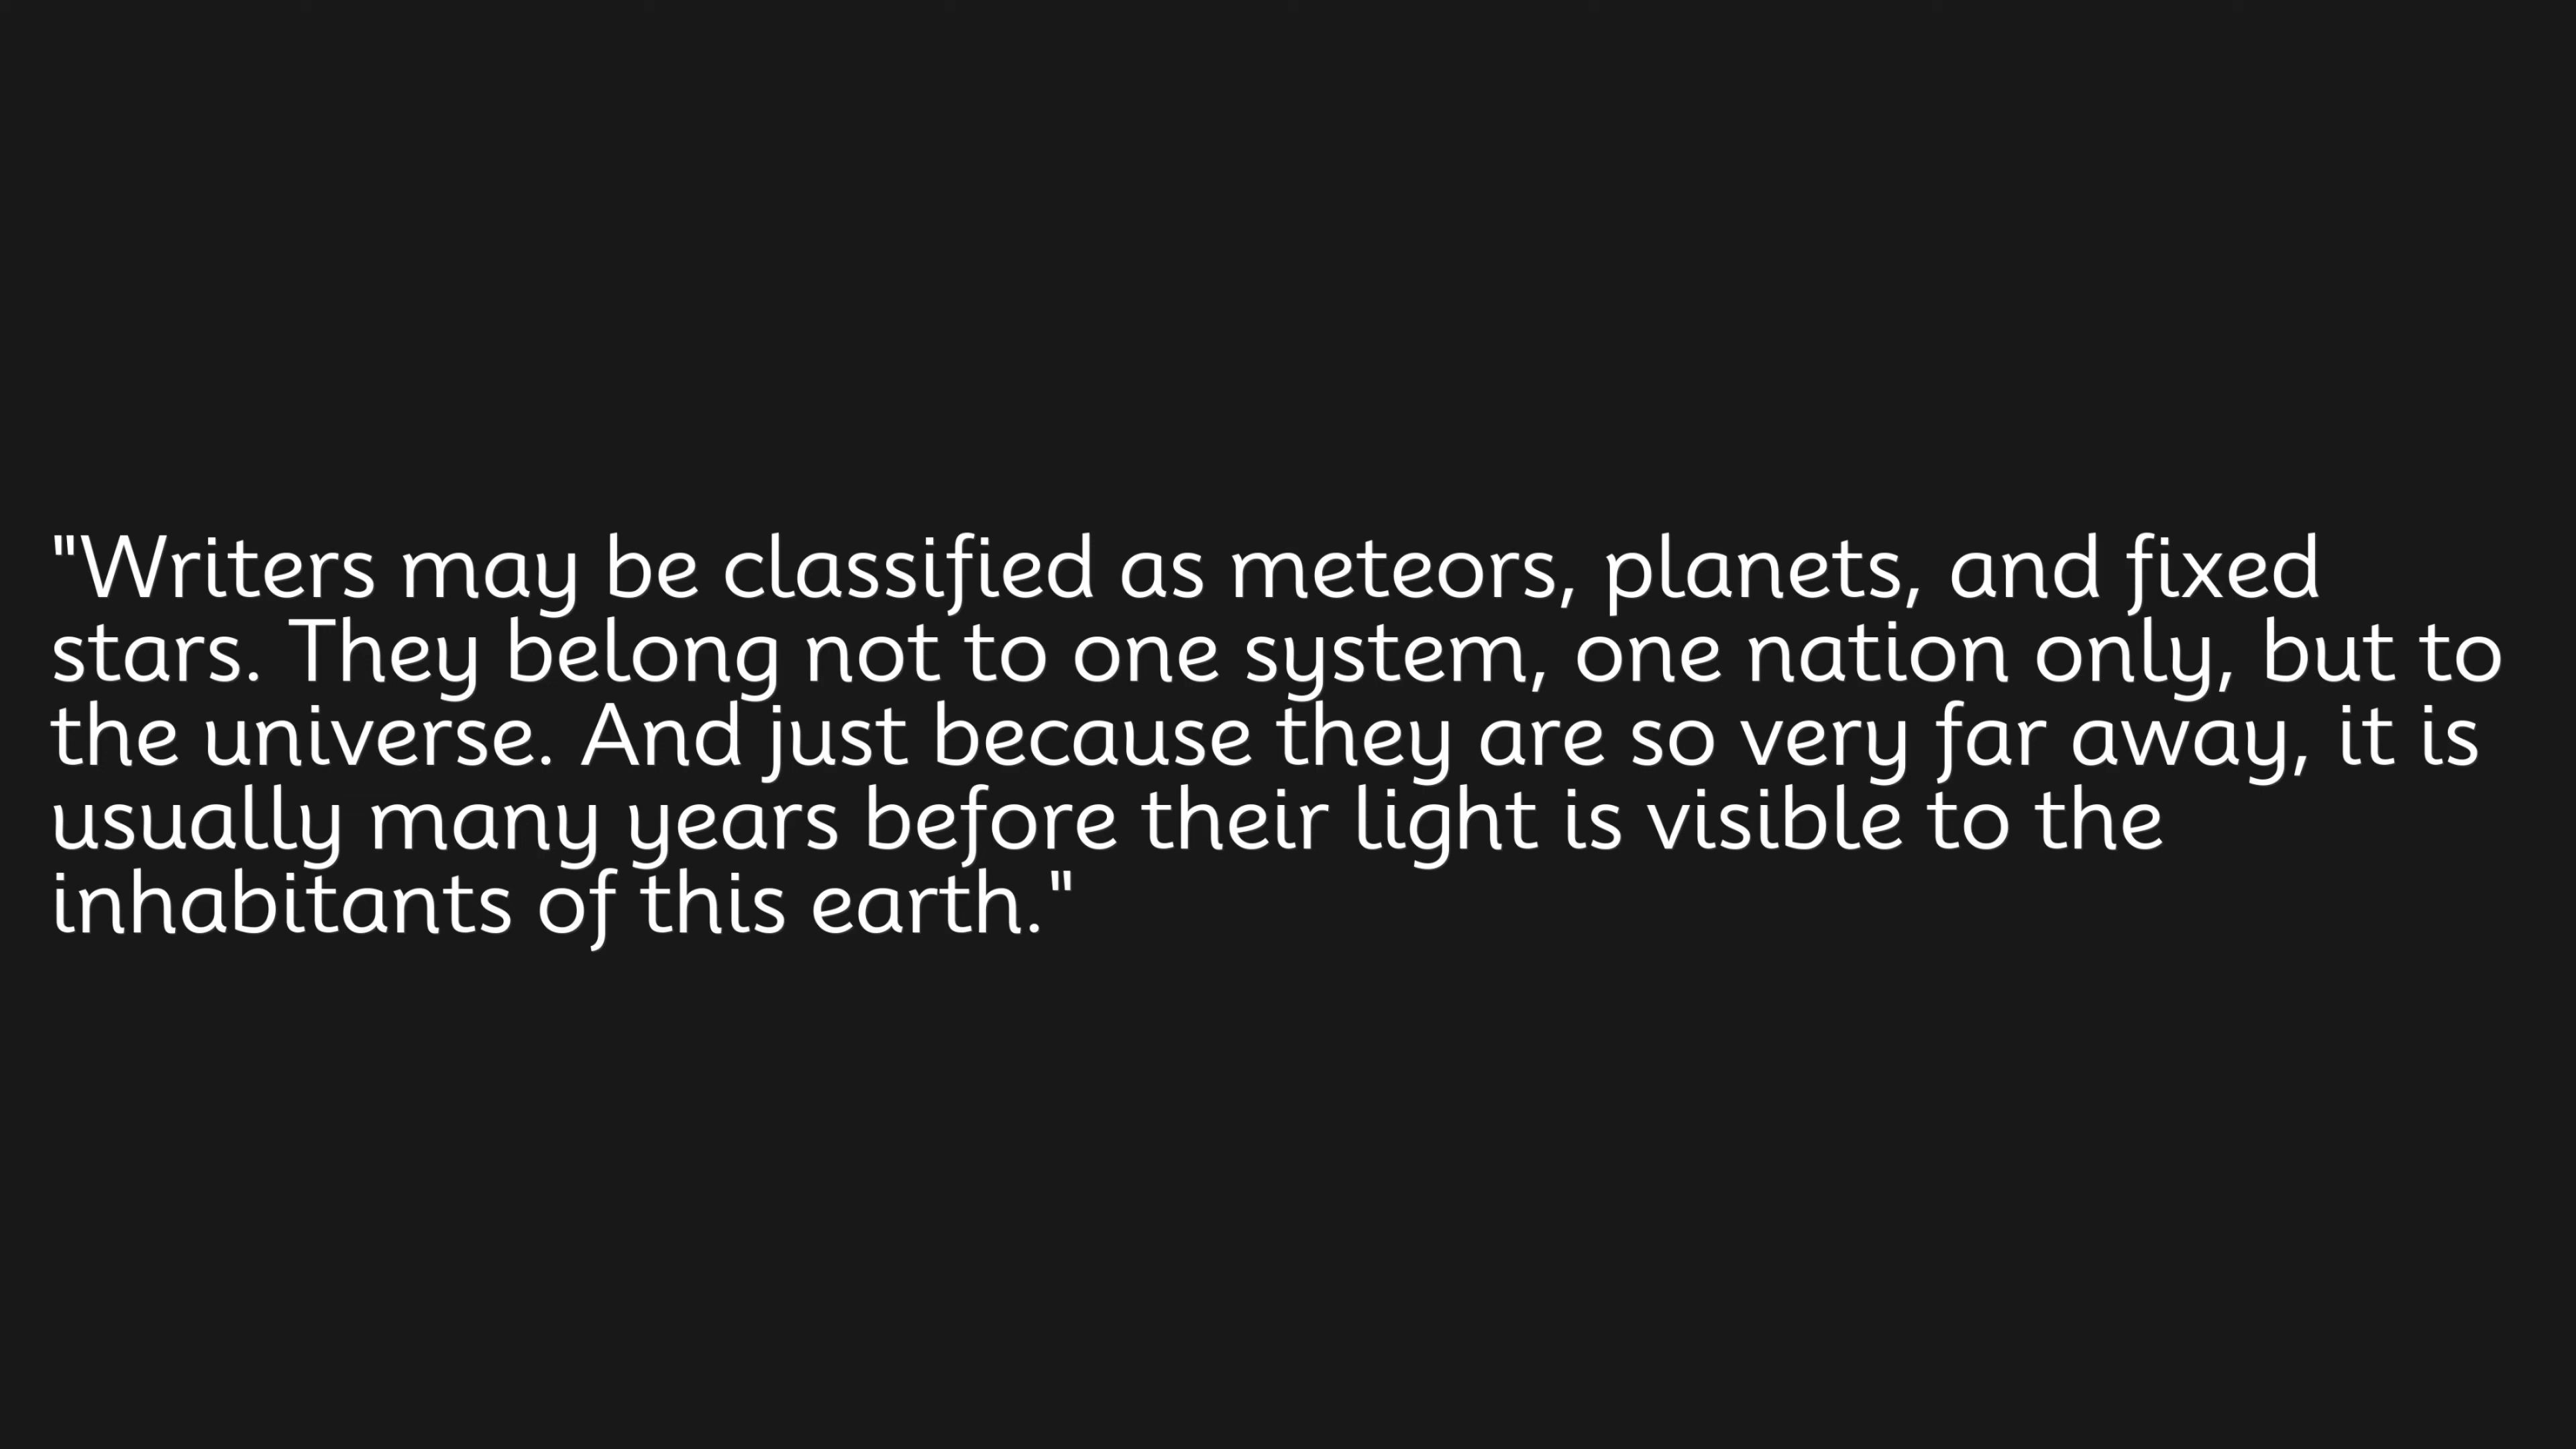 "Writers may be classified as meteors, planets, and fixed
stars. They belong not to one system, one nation only, but to
the universe. And just because they are so very far away, it is
usually many years before their light is visible to the
inhabitants of this earth."